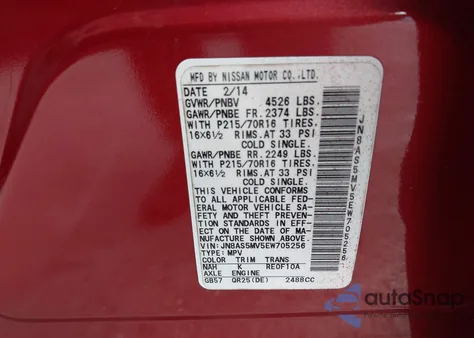 MFD BY NISSAN MOTOR CO.,LTD.
DATE 2/14
GVWR/PNBV 4526 LBS.
GAWR/PNBE FR. 2374 LBS.
WITH P215/70R16 TIRES.
16X6½ RIMS.AT 33 PSI
COLD SINGLE.
GAWR/PNBE RR. 2249 LBS.
WITH P215/70R16 TIRES.
16X6½ RIMS.AT 33 PSI
COLD SINGLE.
THIS VEHICLE CONFORMS
TO ALL APPLICABLE FED-
ERAL MOTOR VEHICLE SA-
FETY AND THEFT PREV-
ENTION STANDARDS IN EFF-
ECT ON THE DATE OF MA-
NUFACTURE SHOWN ABOVE.
VIN: JN8AS5MV5EW705256
TYPE: MPV
COLOR TRIM TRANS
NAH K RE0F10A
AXLE ENGINE
GB57 QR25(DE) 2488CC
JN8AS5MV5EW705256
autoSnap